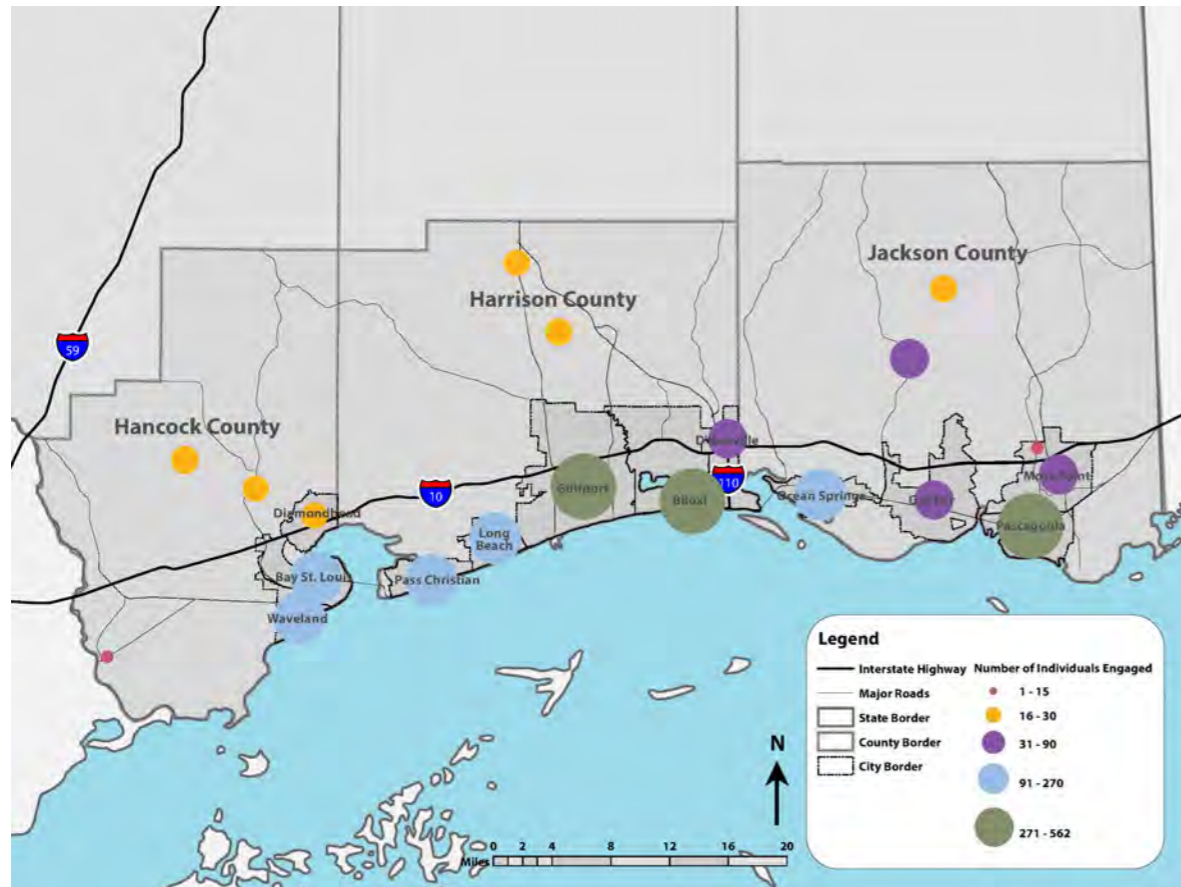 Jackson County
Harrison County
59
Hancock County
D'Iberville
110
10
Gulfport
Biloxi
Ocean Springs
Gautier
Moss Point
Pascagoula
Diamondhead
Long
Beach
Bay St. Louis
Pass Christian
Waveland
Legend
Interstate Highway
Major Roads
State Border
County Border
City Border
Number of Individuals Engaged
1 - 15
16 - 30
31 - 90
91 - 270
271 - 562
N
Miles
0 2 4 8 12 16 20